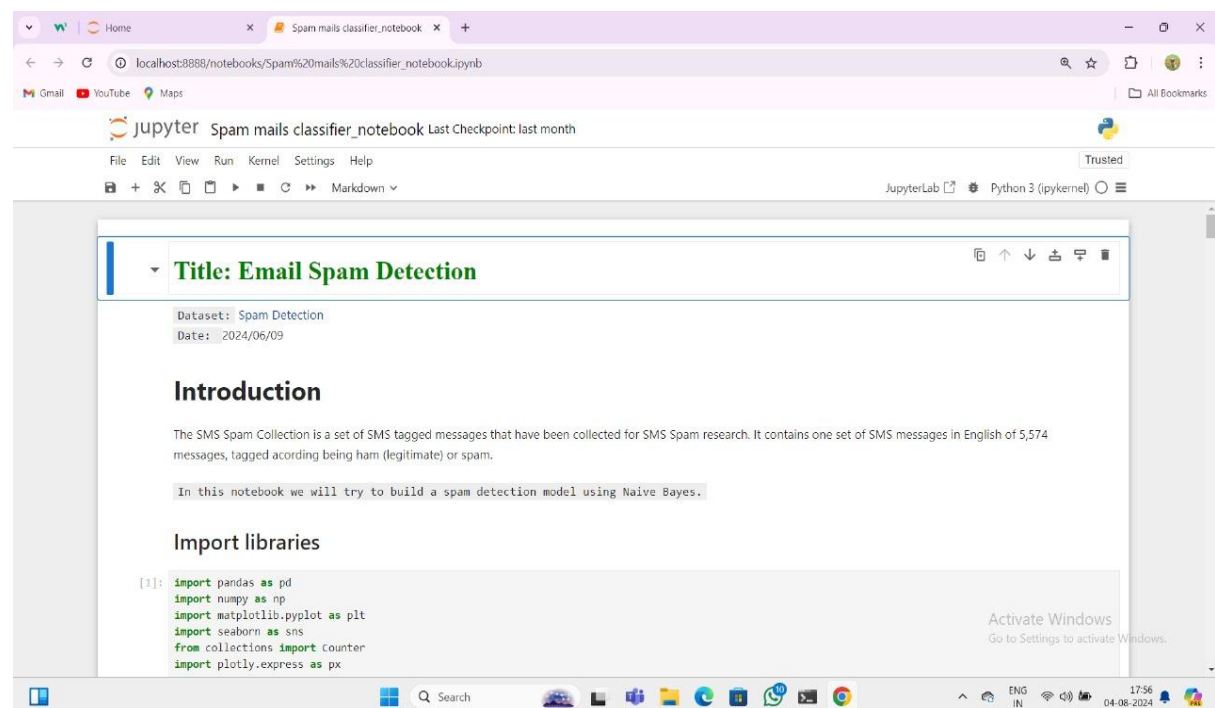 Home
Spam mails classifier_notebook
localhost:8888/notebooks/Spam%20mails%20classifier_notebook.ipynb
Gmail YouTube Maps All Bookmarks
jupyter Spam mails classifier_notebook Last Checkpoint: last month
File Edit View Run Kernel Settings Help Trusted
Markdown JupyterLab Python 3 (ipykernel)
Title: Email Spam Detection
Dataset: Spam Detection
Date: 2024/06/09
Introduction
The SMS Spam Collection is a set of SMS tagged messages that have been collected for SMS Spam research. It contains one set of SMS messages in English of 5,574
messages, tagged acording being ham (legitimate) or spam.
In this notebook we will try to build a spam detection model using Naive Bayes.
Import libraries
[1]: import pandas as pd
import numpy as np
import matplotlib.pyplot as plt
import seaborn as sns
from collections import Counter
import plotly.express as px
Activate Windows
Go to Settings to activate Windows.
Search
10
ENG
IN
17:56
04-08-2024